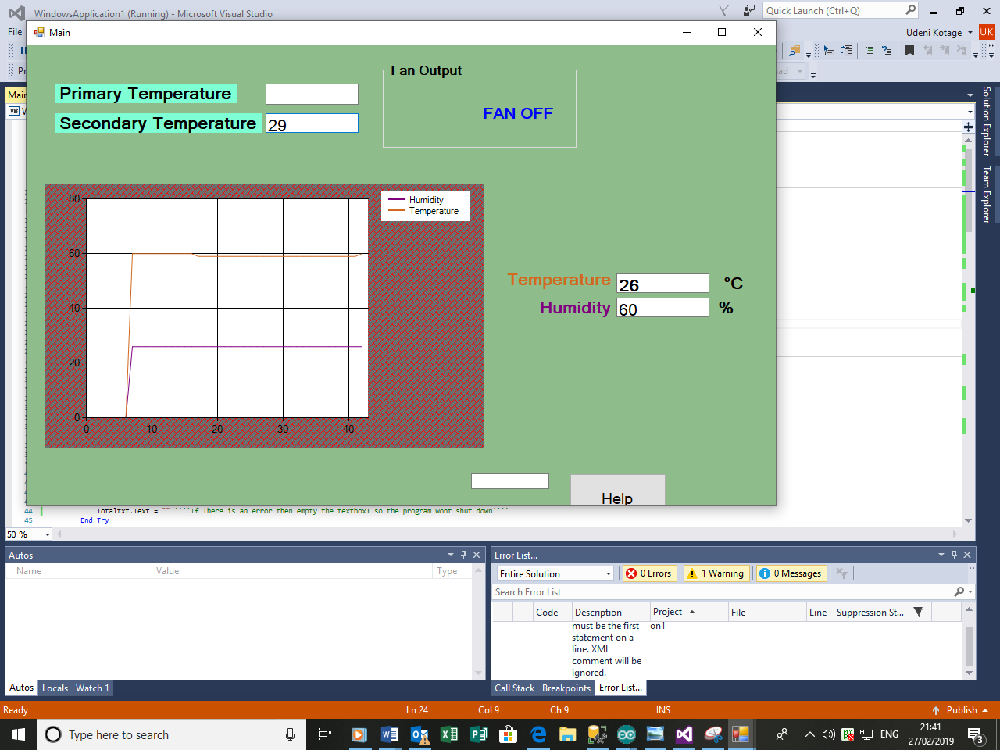 WindowsApplication1 (Running) - Microsoft Visual Studio
Quick Launch (Ctrl+Q)
File
Main
Udeni Kotage
UK
Primary Temperature
Secondary Temperature
29
Fan Output
FAN OFF
Solution Explorer
Team Explorer
80
60
40
20
0
0 10 20 30 40
Humidity
Temperature
Temperature 26 °C
Humidity 60 %
Help
44 Totaltxt.Text = "" ''''If There is an error then empty the textbox1 so the program wont shut down''''
45 End Try
50 %
Autos
Name Value Type
Autos Locals Watch 1
Error List...
Entire Solution 0 Errors 1 Warning 0 Messages
Search Error List
Code Description Project File Line Suppression St...
must be the first on1
statement on a
line. XML
comment will be
ignored.
Call Stack Breakpoints Error List...
Ready Ln 24 Col 9 Ch 9 INS Publish
Type here to search
ENG
21:41
27/02/2019
3